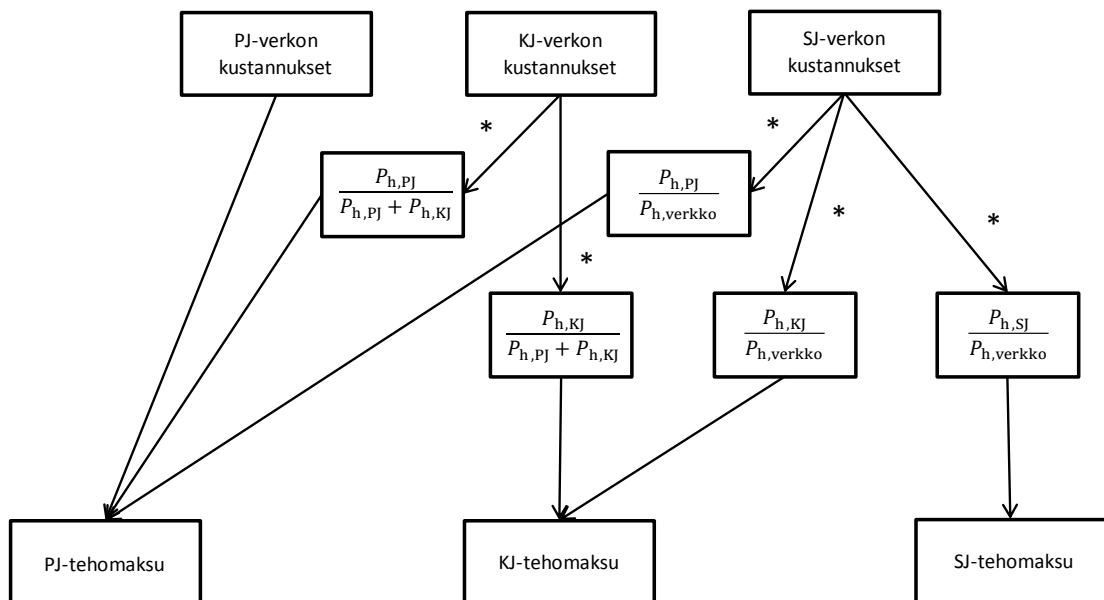 PJ-verkon
kustannukset
KJ-verkon
kustannukset
SJ-verkon
kustannukset
*
*
P_h,PJ
P_h,PJ + P_h,KJ
P_h,PJ
P_h,verkko
*
*
*
P_h,KJ
P_h,PJ + P_h,KJ
P_h,KJ
P_h,verkko
P_h,SJ
P_h,verkko
PJ-tehomaksu
KJ-tehomaksu
SJ-tehomaksu